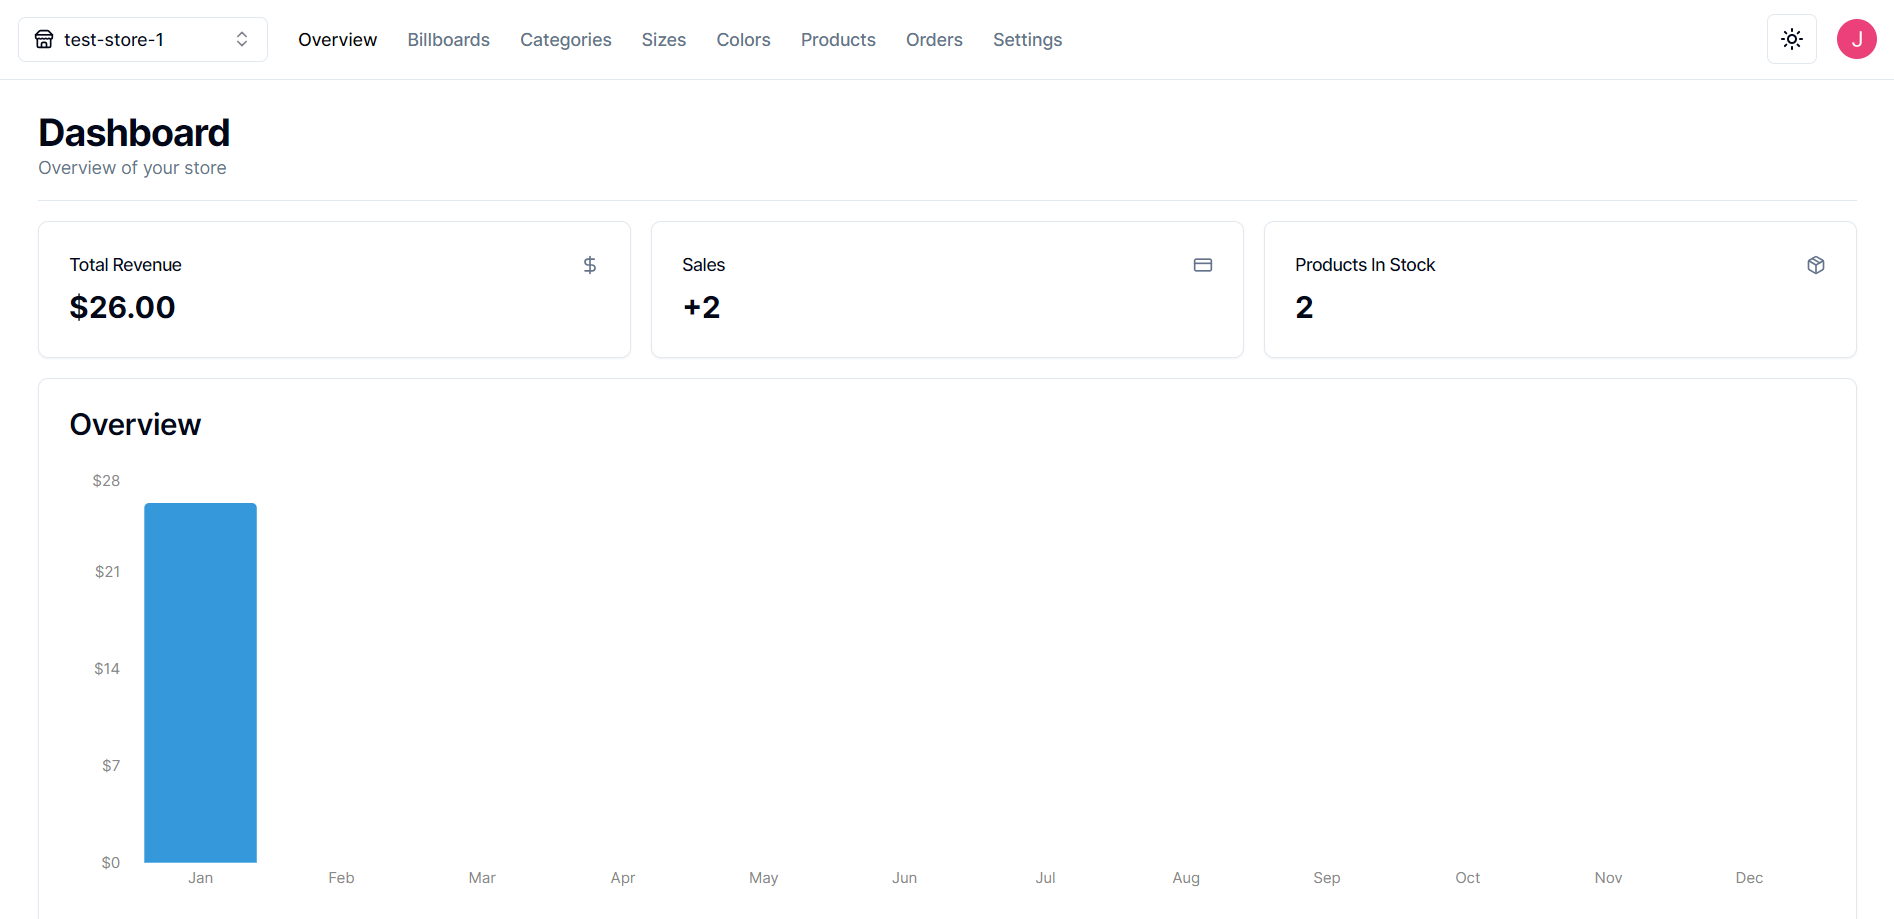 test-store-1 Overview Billboards Categories Sizes Colors Products Orders Settings J
Dashboard
Overview of your store
Total Revenue
$26.00
Sales
+2
Products In Stock
2
Overview
$28
$21
$14
$7
$0
Jan Feb Mar Apr May Jun Jul Aug Sep Oct Nov Dec